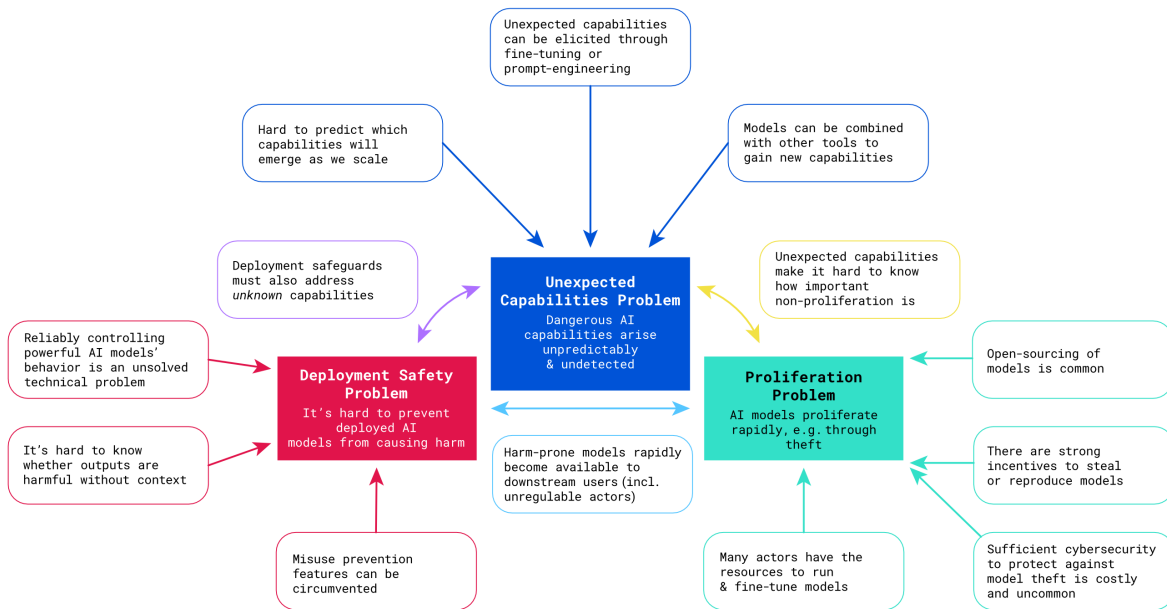 Unexpected capabilities
can be elicited through
fine-tuning or
prompt-engineering
Hard to predict which
capabilities will
emerge as we scale
Models can be combined
with other tools to
gain new capabilities
Deployment safeguards
must also address
unknown capabilities
Unexpected
Capabilities Problem
Dangerous AI
capabilities arise
unpredictably
& undetected
Unexpected capabilities
make it hard to know
how important
non-proliferation is
Reliably controlling
powerful AI models’
behavior is an unsolved
technical problem
Deployment Safety
Problem
It’s hard to prevent
deployed AI
models from causing harm
Proliferation
Problem
AI models proliferate
rapidly, e.g. through
theft
Open-sourcing of
models is common
It’s hard to know
whether outputs are
harmful without context
Harm-prone models rapidly
become available to
downstream users (incl.
unregulable actors)
There are strong
incentives to steal
or reproduce models
Misuse prevention
features can be
circumvented
Many actors have the
resources to run
& fine-tune models
Sufficient cybersecurity
to protect against
model theft is costly
and uncommon